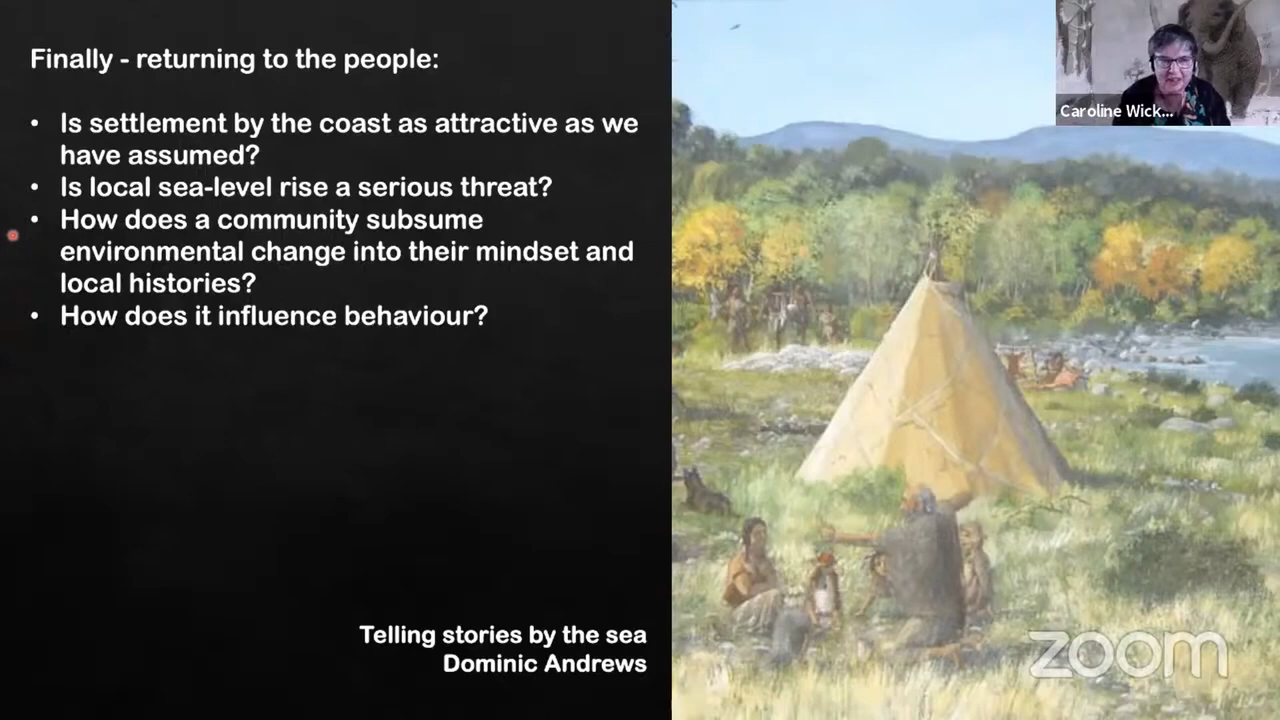 Finally - returning to the people:
• Is settlement by the coast as attractive as we
have assumed?
• Is local sea-level rise a serious threat?
• How does a community subsume
environmental change into their mindset and
local histories?
• How does it influence behaviour?
Telling stories by the sea
Dominic Andrews
Caroline Wick...
zoom